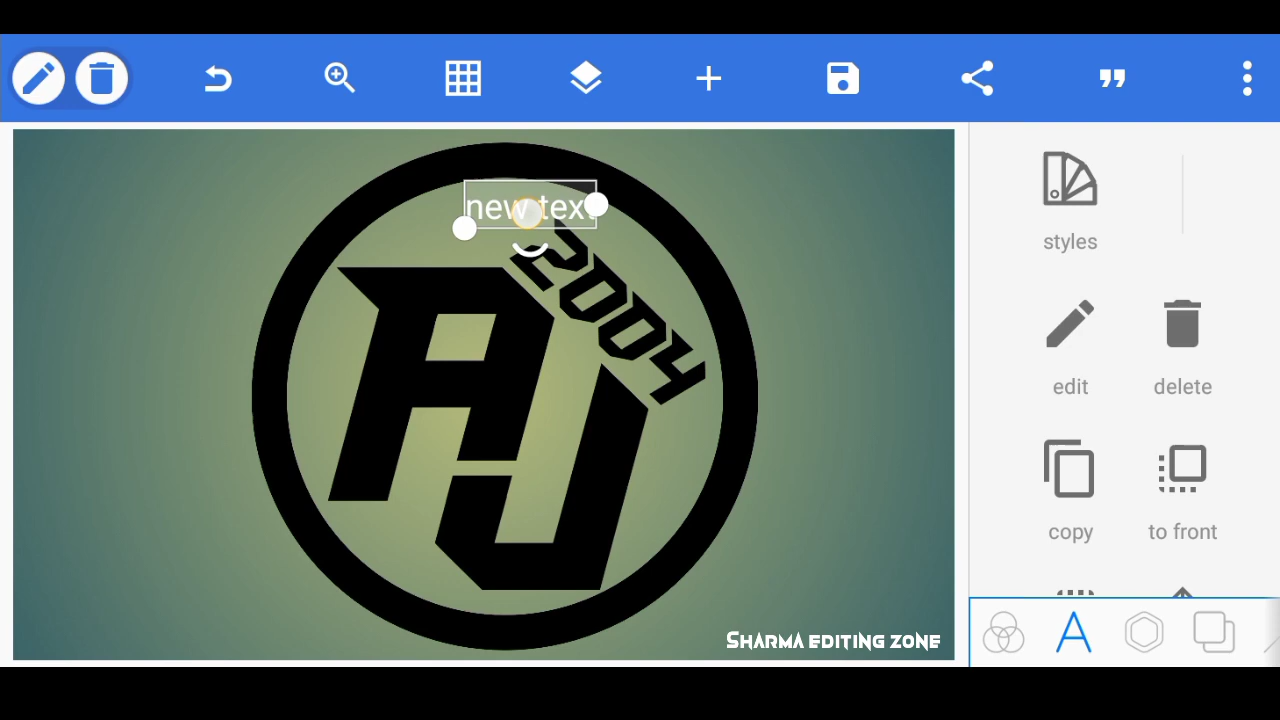 new text
2004
AJ
SHARMA EDITING ZONE
styles
edit
delete
copy
to front